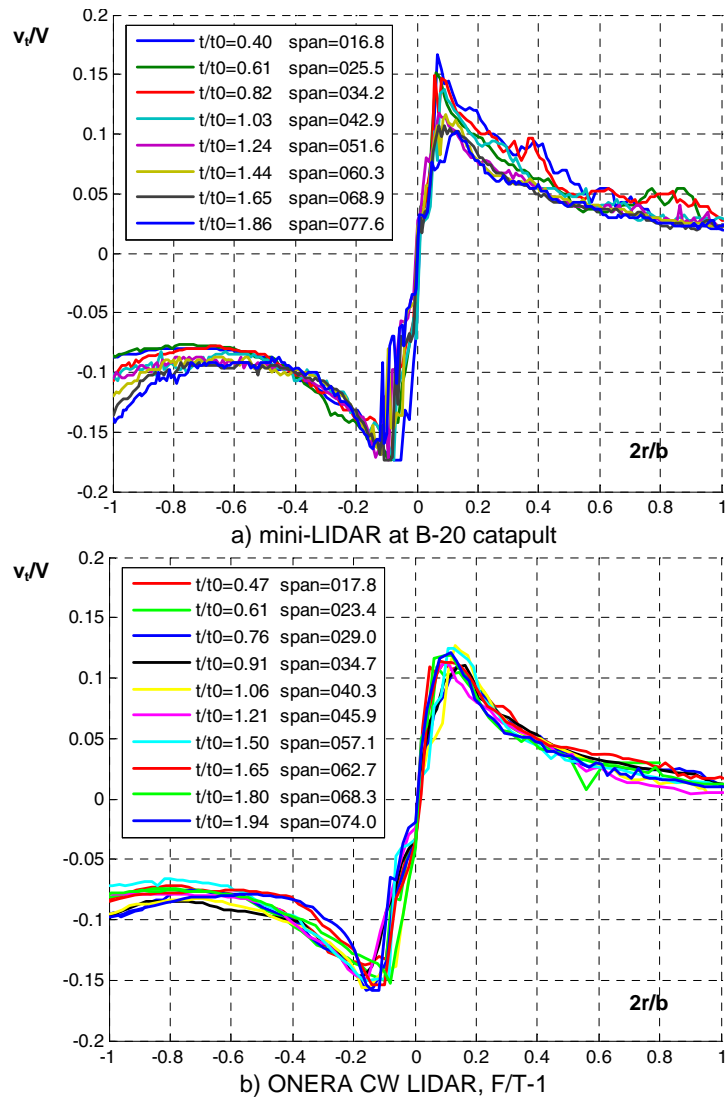 vt/V
0.2
0.15
0.1
0.05
0
-0.05
-0.1
-0.15
-0.2
t/t0=0.40 span=016.8
t/t0=0.61 span=025.5
t/t0=0.82 span=034.2
t/t0=1.03 span=042.9
t/t0=1.24 span=051.6
t/t0=1.44 span=060.3
t/t0=1.65 span=068.9
t/t0=1.86 span=077.6
2r/b
-1 -0.8 -0.6 -0.4 -0.2 0 0.2 0.4 0.6 0.8 1
a) mini-LIDAR at B-20 catapult
vt/V
0.2
0.15
0.1
0.05
0
-0.05
-0.1
-0.15
-0.2
t/t0=0.47 span=017.8
t/t0=0.61 span=023.4
t/t0=0.76 span=029.0
t/t0=0.91 span=034.7
t/t0=1.06 span=040.3
t/t0=1.21 span=045.9
t/t0=1.50 span=057.1
t/t0=1.65 span=062.7
t/t0=1.80 span=068.3
t/t0=1.94 span=074.0
2r/b
-1 -0.8 -0.6 -0.4 -0.2 0 0.2 0.4 0.6 0.8 1
b) ONERA CW LIDAR, F/T-1